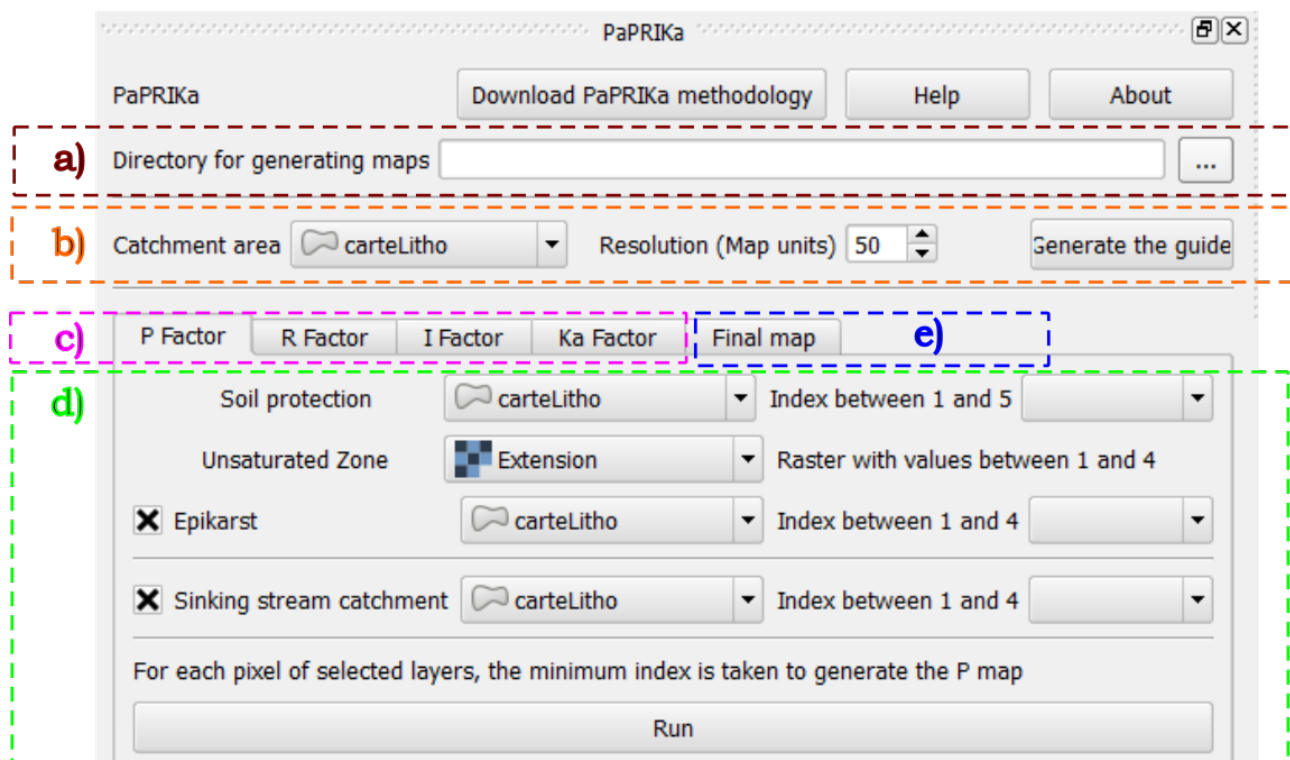 PaPRIKa
PaPRIKa Download PaPRIKa methodology Help About
a) Directory for generating maps ...
b) Catchment area carteLitho Resolution (Map units) 50 Generate the guide
c) P Factor R Factor I Factor Ka Factor Final map e)
d) Soil protection carteLitho Index between 1 and 5
Unsaturated Zone Extension Raster with values between 1 and 4
Epikarst carteLitho Index between 1 and 4
Sinking stream catchment carteLitho Index between 1 and 4
For each pixel of selected layers, the minimum index is taken to generate the P map
Run